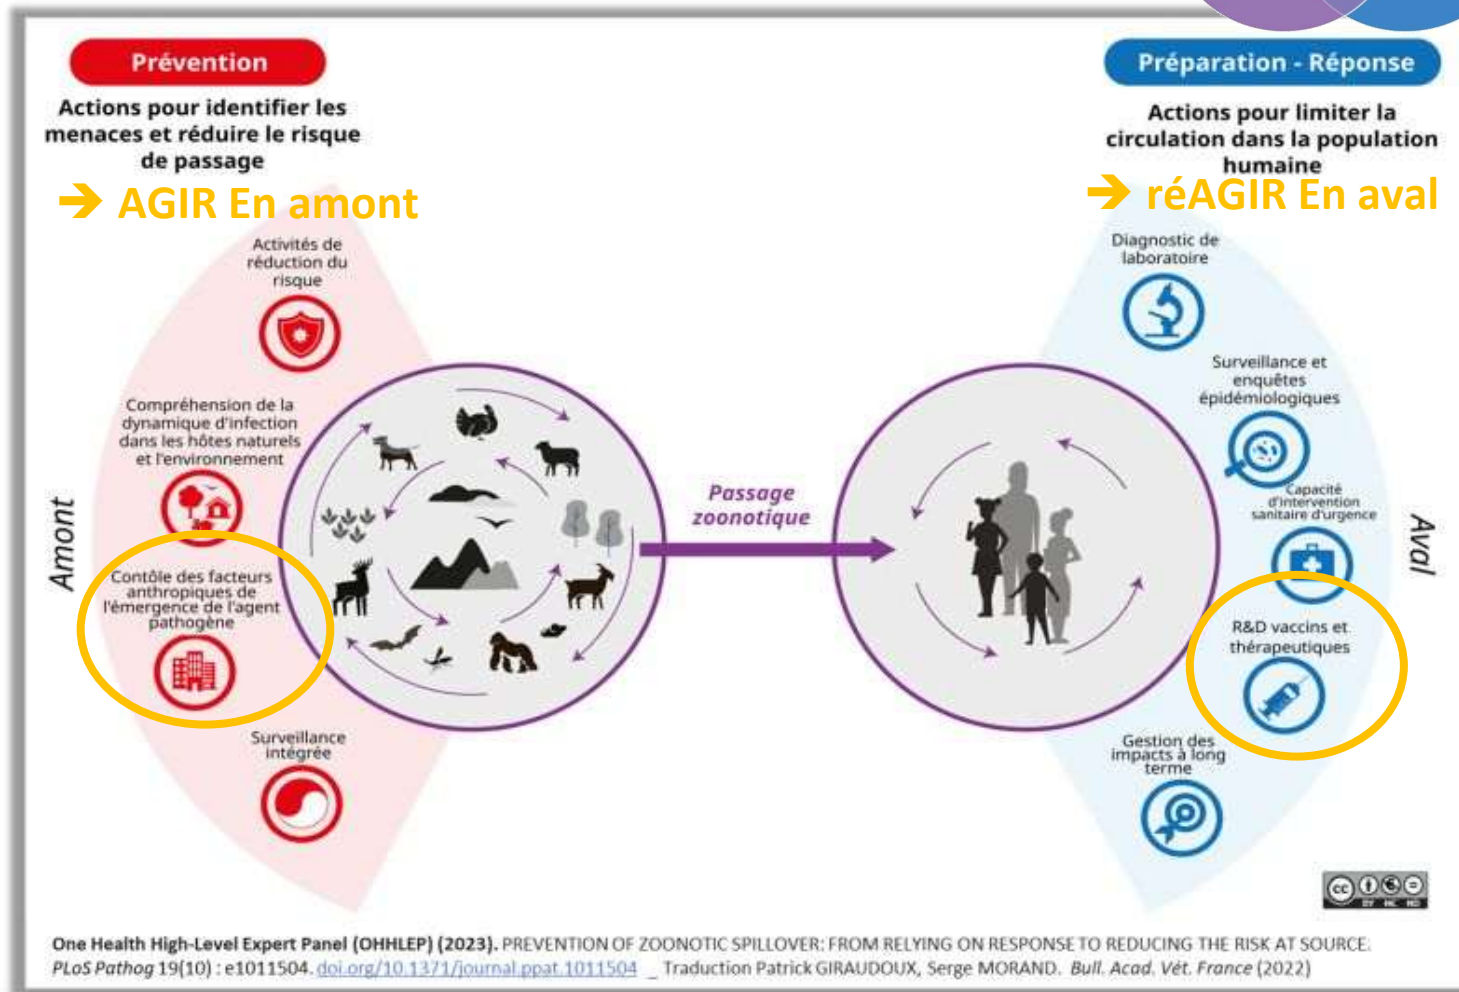 Prévention
Actions pour identifier les
menaces et réduire le risque
de passage
➔ AGIR En amont
Activités de
réduction du
risque
Compréhension de la
dynamique d'infection
dans les hôtes naturels
et l'environnement
Amont
Contôle des facteurs
anthropiques de
l'émergence de l'agent
pathogène
Surveillance
intégrée
Passage
zoonotique
Préparation - Réponse
Actions pour limiter la
circulation dans la population
humaine
➔ réAGIR En aval
Diagnostic de
laboratoire
Surveillance et
enquêtes
épidémiologiques
Capacité
d'intervention
sanitaire d'urgence
Aval
R&D vaccins et
thérapeutiques
Gestion des
impacts à long
terme
cc
BY NC ND
One Health High-Level Expert Panel (OHHLEP) (2023). PREVENTION OF ZOONOTIC SPILLOVER: FROM RELYING ON RESPONSE TO REDUCING THE RISK AT SOURCE.
PLoS Pathog 19(10) : e1011504. doi.org/10.1371/journal.ppat.1011504 _ Traduction Patrick GIRAUDOUX, Serge MORAND. Bull. Acad. Vét. France (2022)